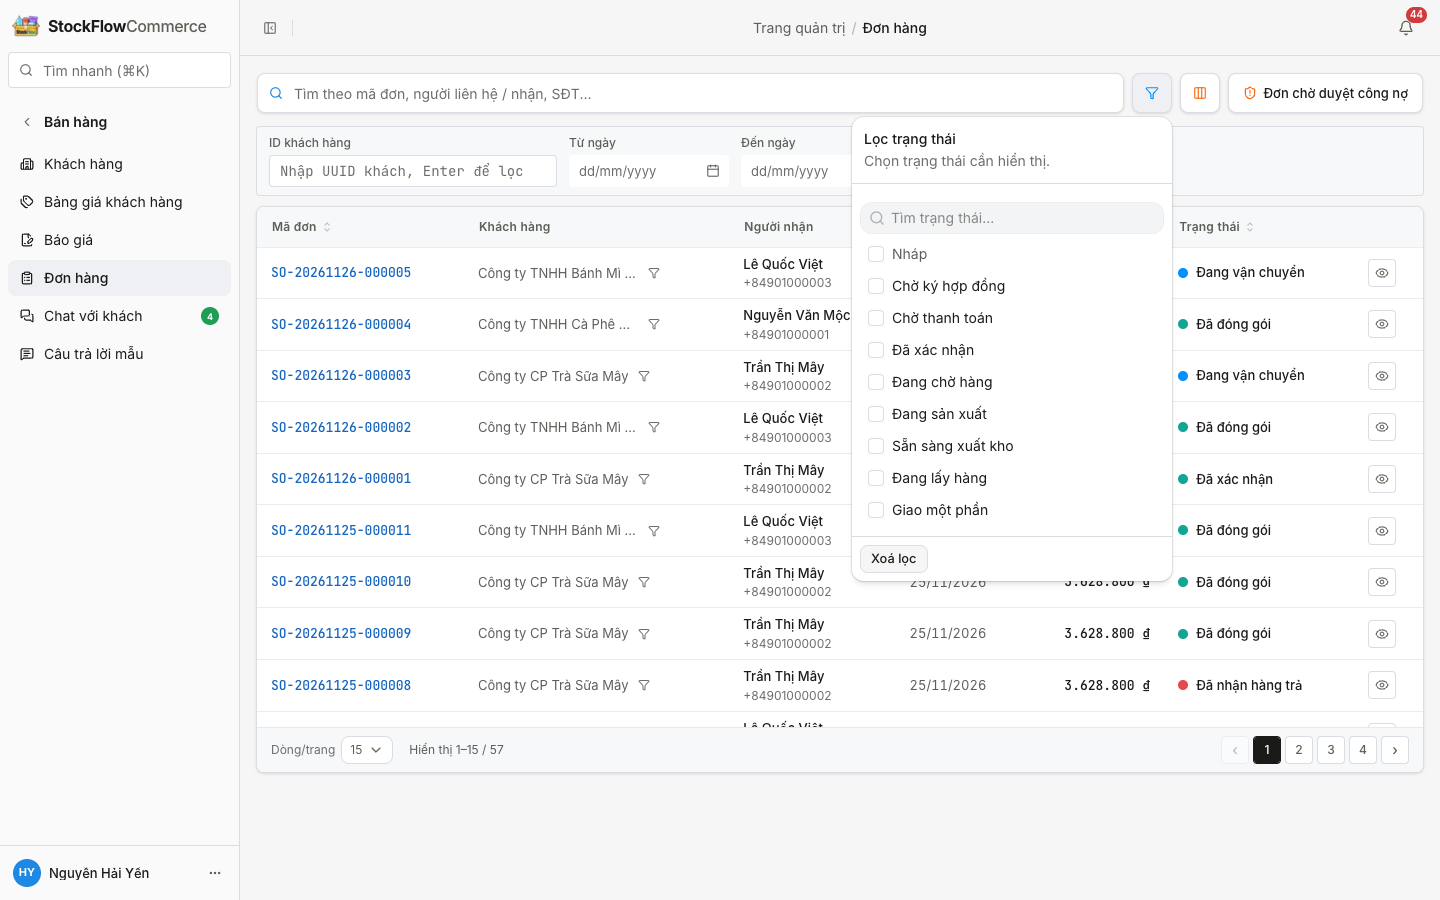 StockFlowCommerce
Tìm nhanh (⌘K)
Bán hàng
Khách hàng
Bảng giá khách hàng
Báo giá
Đơn hàng
Chat với khách
4
Câu trả lời mẫu
HY
Nguyễn Hải Yến
Trang quản trị / Đơn hàng
44
Tìm theo mã đơn, người liên hệ / nhận, SĐT...
Đơn chờ duyệt công nợ
ID khách hàng
Từ ngày
Đến ngày
Nhập UUID khách, Enter để lọc
dd/mm/yyyy
dd/mm/yyyy
Lọc trạng thái
Chọn trạng thái cần hiển thị.
Tìm trạng thái...
Nháp
Chờ ký hợp đồng
Chờ thanh toán
Đã xác nhận
Đang chờ hàng
Đang sản xuất
Sẵn sàng xuất kho
Đang lấy hàng
Giao một phần
Xoá lọc
Mã đơn
Khách hàng
Người nhận
Trạng thái
SO-20261126-000005
Công ty TNHH Bánh Mì ...
Lê Quốc Việt
+84901000003
Đang vận chuyển
SO-20261126-000004
Công ty TNHH Cà Phê ...
Nguyễn Văn Mộc
+84901000001
Đã đóng gói
SO-20261126-000003
Công ty CP Trà Sữa Mây
Trần Thị Mây
+84901000002
Đang vận chuyển
SO-20261126-000002
Công ty TNHH Bánh Mì ...
Lê Quốc Việt
+84901000003
Đã đóng gói
SO-20261126-000001
Công ty CP Trà Sữa Mây
Trần Thị Mây
+84901000002
Đã xác nhận
SO-20261125-000011
Công ty TNHH Bánh Mì ...
Lê Quốc Việt
+84901000003
Đã đóng gói
SO-20261125-000010
Công ty CP Trà Sữa Mây
Trần Thị Mây
+84901000002
25/11/2026
3.628.800 ₫
Đã đóng gói
SO-20261125-000009
Công ty CP Trà Sữa Mây
Trần Thị Mây
+84901000002
25/11/2026
3.628.800 ₫
Đã đóng gói
SO-20261125-000008
Công ty CP Trà Sữa Mây
Trần Thị Mây
+84901000002
25/11/2026
3.628.800 ₫
Đã nhận hàng trả
Lê Quốc Việt
Dòng/trang
15
Hiển thị 1–15 / 57
‹ 1 2 3 4 ›